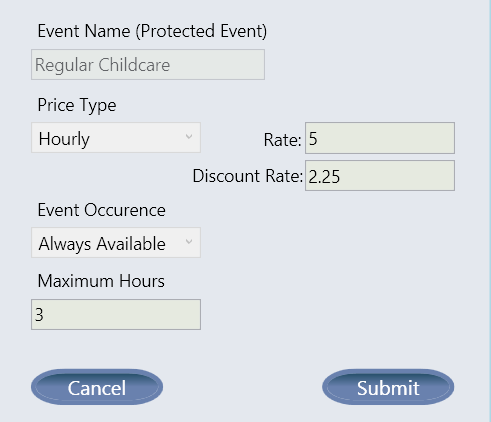 Event Name (Protected Event)
Regular Childcare
Price Type
Hourly
Rate: 5
Discount Rate: 2.25
Event Occurence
Always Available
Maximum Hours
3
Cancel
Submit